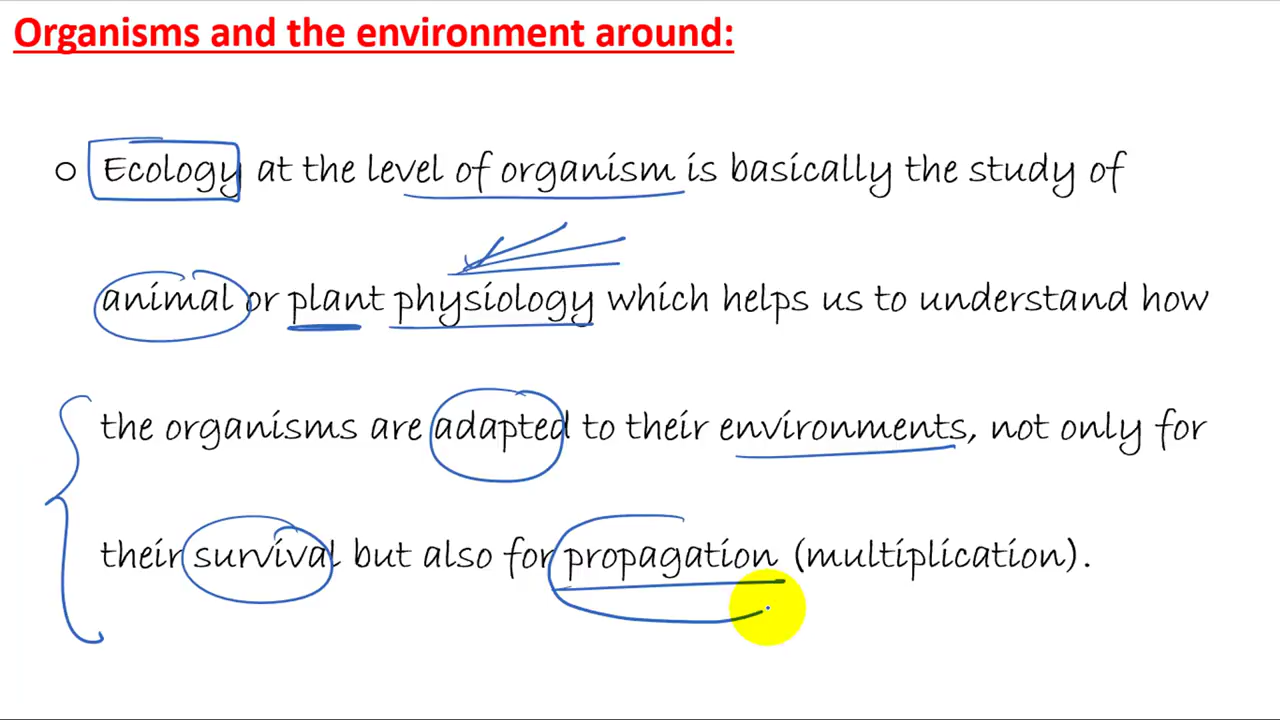 Organisms and the environment around:
o Ecology at the level of organism is basically the study of
animal or plant physiology which helps us to understand how
the organisms are adapted to their environments, not only for
their survival but also for propagation (multiplication).